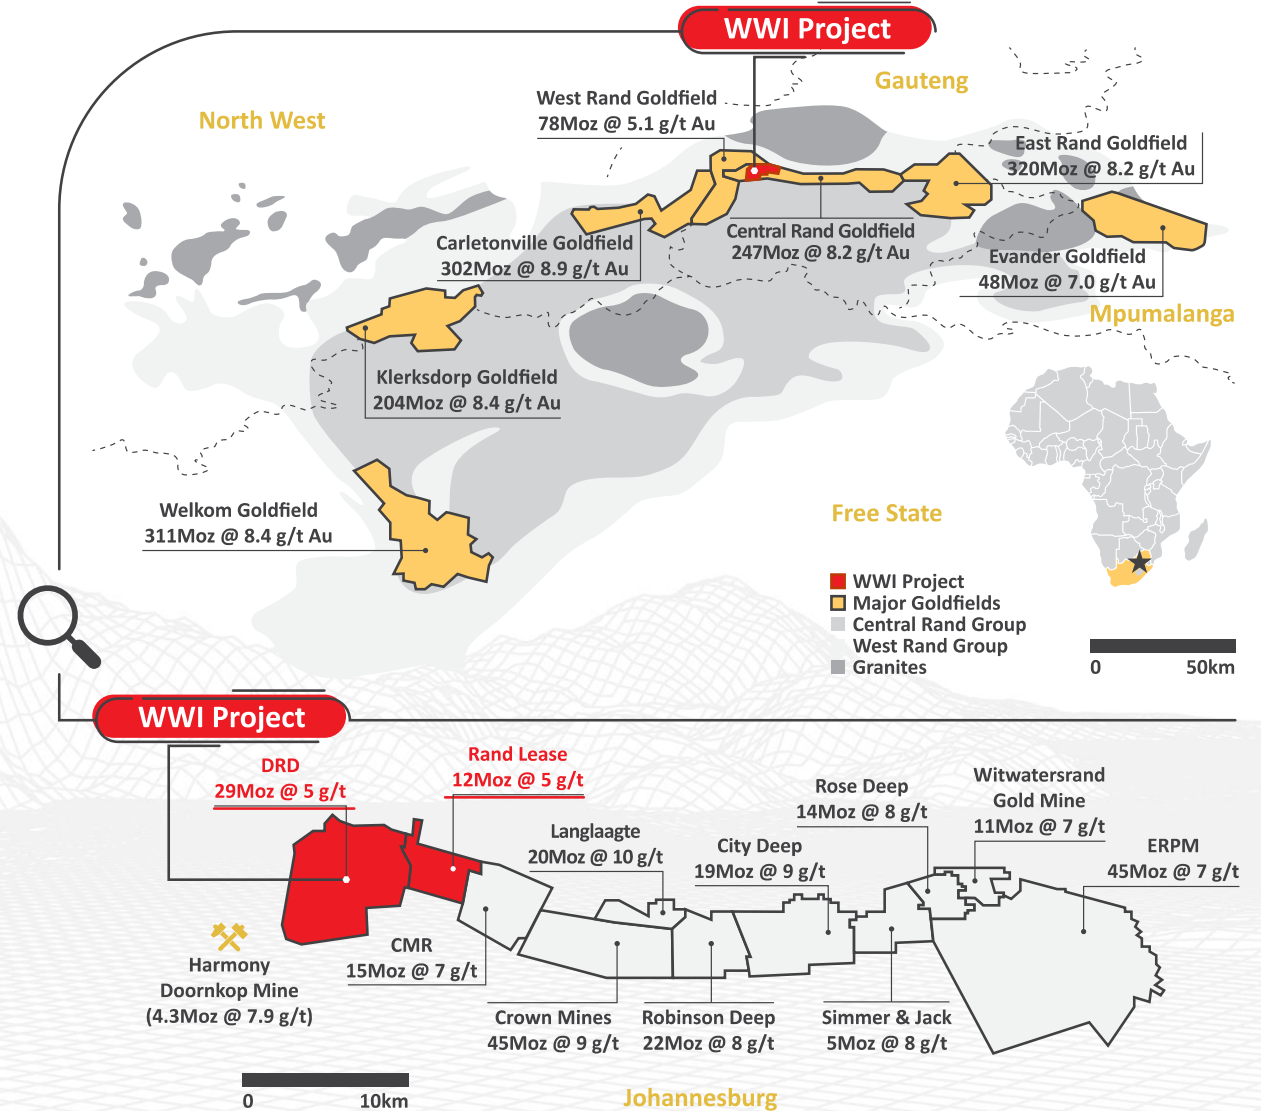 WWI Project
Gauteng
North West
West Rand Goldfield
78Moz @ 5.1 g/t Au
East Rand Goldfield
320Moz @ 8.2 g/t Au
Central Rand Goldfield
247Moz @ 8.2 g/t Au
Carletonville Goldfield
302Moz @ 8.9 g/t Au
Evander Goldfield
48Moz @ 7.0 g/t Au
Mpumalanga
Klerksdorp Goldfield
204Moz @ 8.4 g/t Au
Welkom Goldfield
311Moz @ 8.4 g/t Au
Free State
WWI Project
Major Goldfields
Central Rand Group
West Rand Group
Granites
0 50km
WWI Project
DRD
29Moz @ 5 g/t
Rand Lease
12Moz @ 5 g/t
Langlaagte
20Moz @ 10 g/t
City Deep
19Moz @ 9 g/t
Rose Deep
14Moz @ 8 g/t
Witwatersrand
Gold Mine
11Moz @ 7 g/t
ERPM
45Moz @ 7 g/t
Harmony
Doornkop Mine
(4.3Moz @ 7.9 g/t)
CMR
15Moz @ 7 g/t
Crown Mines
45Moz @ 9 g/t
Robinson Deep
22Moz @ 8 g/t
Simmer & Jack
5Moz @ 8 g/t
0 10km
Johannesburg